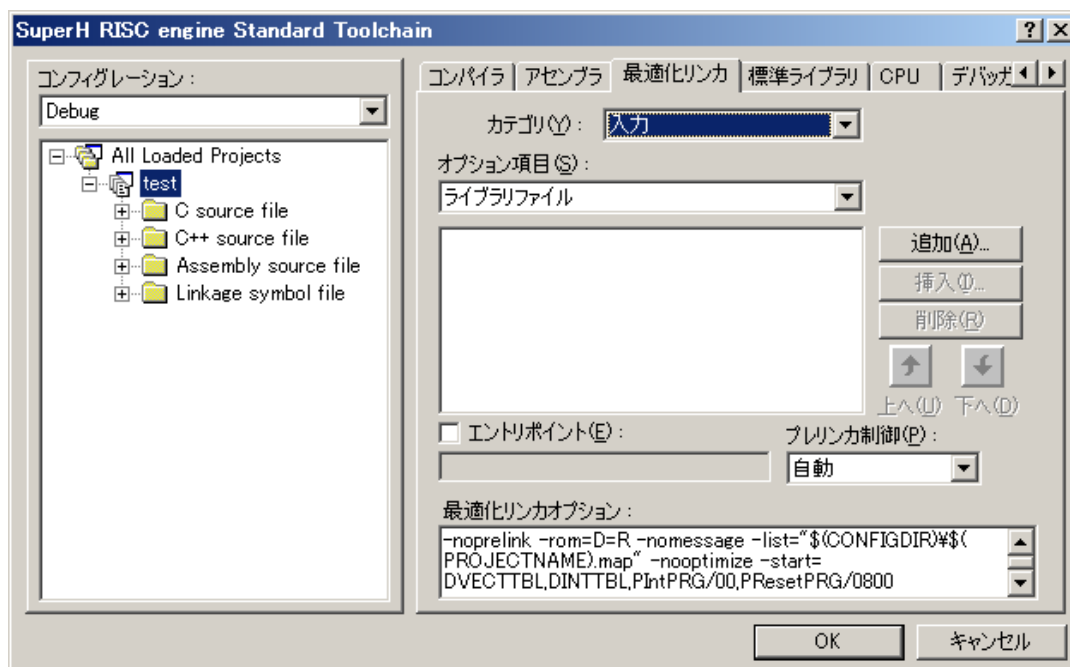 SuperH RISC engine Standard Toolchain
コンフィグレーション :
Debug
All Loaded Projects
test
C source file
C++ source file
Assembly source file
Linkage symbol file
コンパイラ
アセンブラ
最適化リンカ
標準ライブラリ
CPU
デバッガ
カテゴリ(Y) :
入力
オプション項目(S) :
ライブラリファイル
追加(A)...
挿入(I)...
削除(R)
上へ(U)
下へ(D)
エントリポイント(E) :
プレリンカ制御(P) :
自動
最適化リンカオプション :
-noprelink -rom=D=R -nomessage -list="$(CONFIGDIR)¥$(
PROJECTNAME).map" -nooptimize -start=
DVECTTBL,DINTTBL,PIntPRG/00,PResetPRG/0800
OK
キャンセル